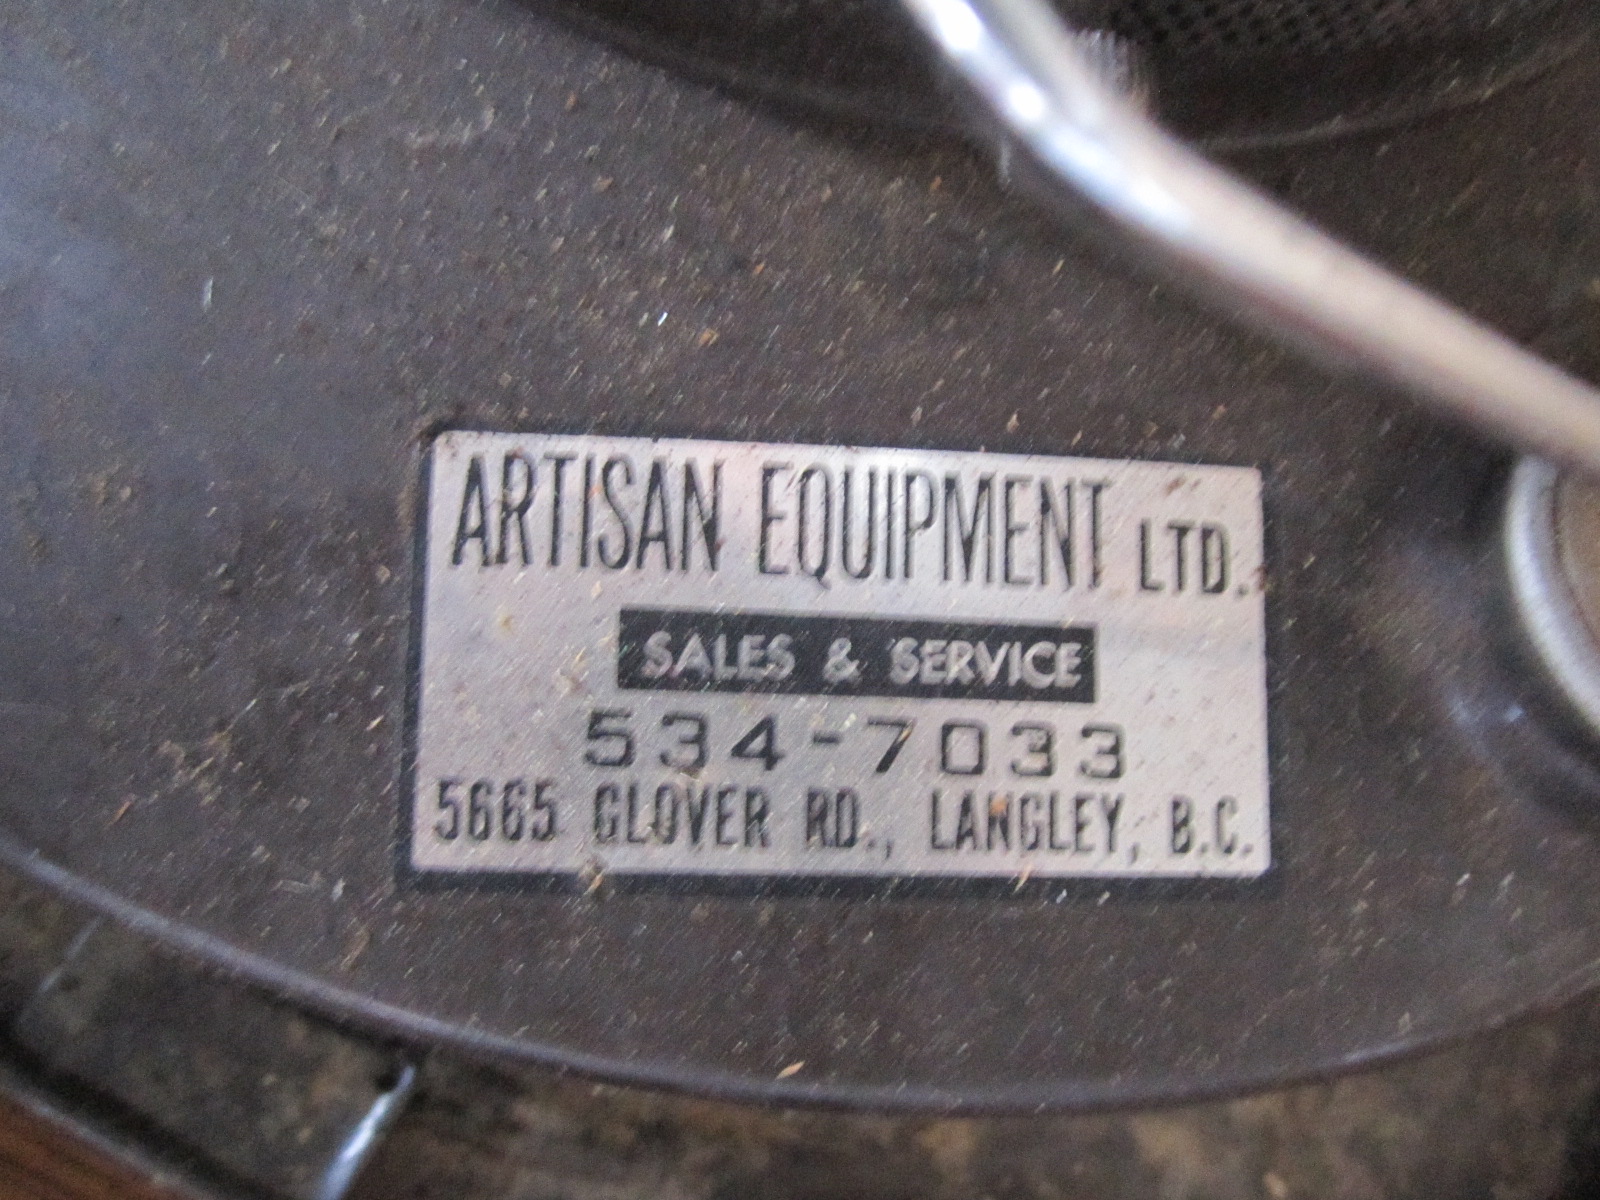 ARTISAN EQUIPMENT LTD.
SALES & SERVICE
534-7033
5665 GLOVER RD., LANGLEY, B.C.